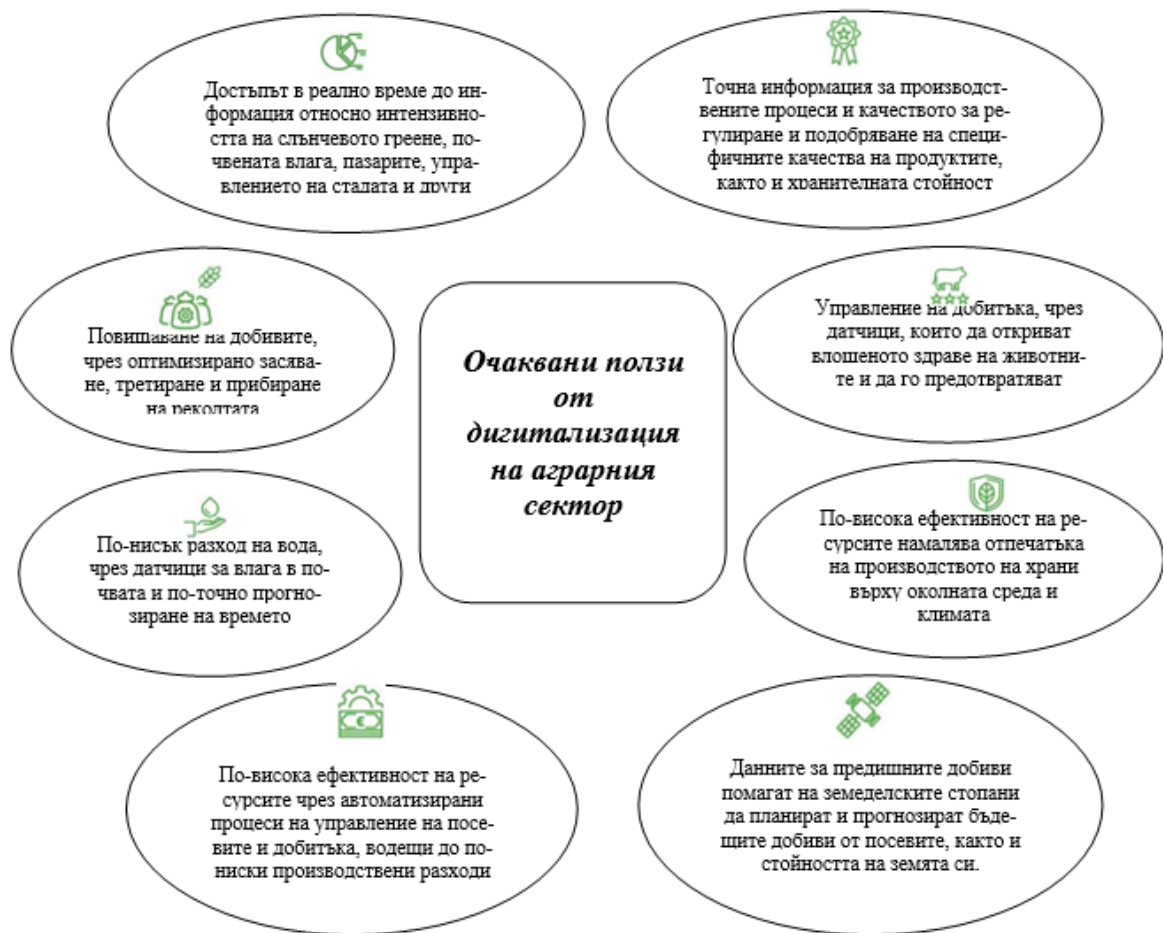 Достъпът в реално време до ин-
формация относно интензивно-
стта на слънчевото греене, по-
чвената влага, пазарите, упра-
влението на стадата и други
Точна информация за производст-
вените процеси и качеството за ре-
гулиране и подобряване на специ-
фичните качества на продуктите,
както и хранителната стойност
Повишаване на добивите,
чрез оптимизирано засява-
не, третиране и прибиране
на реколтата
Очаквани ползи
от
дигитализация
на аграрния
сектор
Управление на добитъка, чрез
датчици, които да откриват
влошеното здраве на животни-
те и да го предотвратяват
По-нисък разход на вода,
чрез датчици за влага в по-
чвата и по-точно прогно-
зиране на времето
По-висока ефективност на ре-
сурсите намалява отпечатъка
на производството на храни
върху околната среда и
климата
По-висока ефективност на ре-
сурсите чрез автоматизирани
процеси на управление на посе-
вите и добитъка, водещи до по-
ниски производствени разходи
Данните за предишните добиви
помагат на земеделските стопани
да планират и прогнозират бъде-
щите добиви от посевите, както и
стойността на земята си.